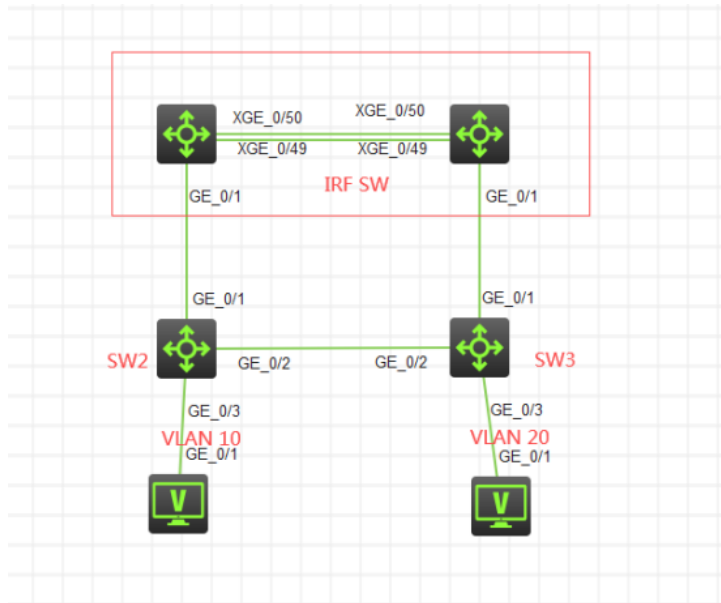 XGE_0/50
XGE_0/50
XGE_0/49
XGE_0/49
IRF SW
GE_0/1
GE_0/1
GE_0/1
GE_0/1
SW2
GE_0/2
GE_0/2
SW3
GE_0/3
GE_0/3
VLAN 10
VLAN 20
GE_0/1
GE_0/1
V
V